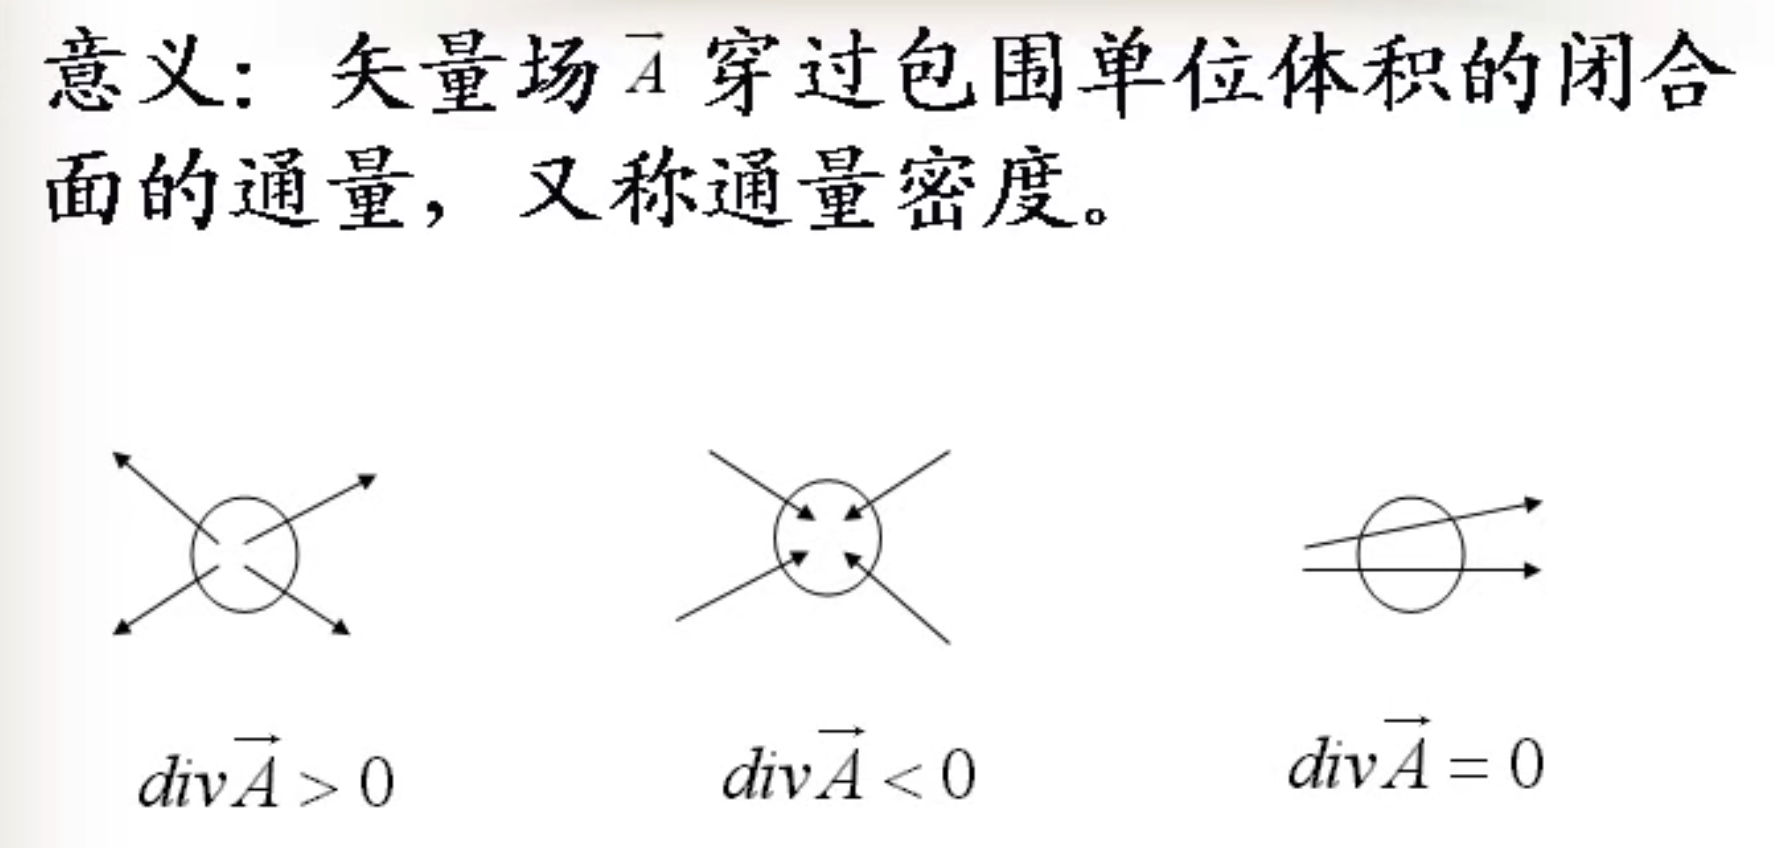 意义：矢量场 $\vec{A}$ 穿过包围单位体积的闭合
面的通量，又称通量密度。
$div\vec{A} > 0$
$div\vec{A} < 0$
$div\vec{A} = 0$